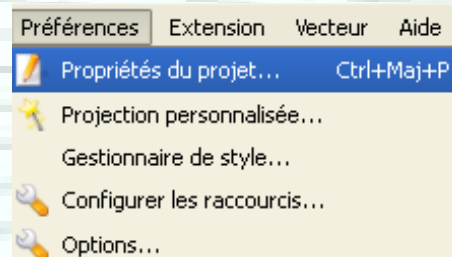 Préférences Extension Vecteur Aide
Propriétés du projet... Ctrl+Maj+P
Projection personnalisée...
Gestionnaire de style...
Configurer les raccourcis...
Options...